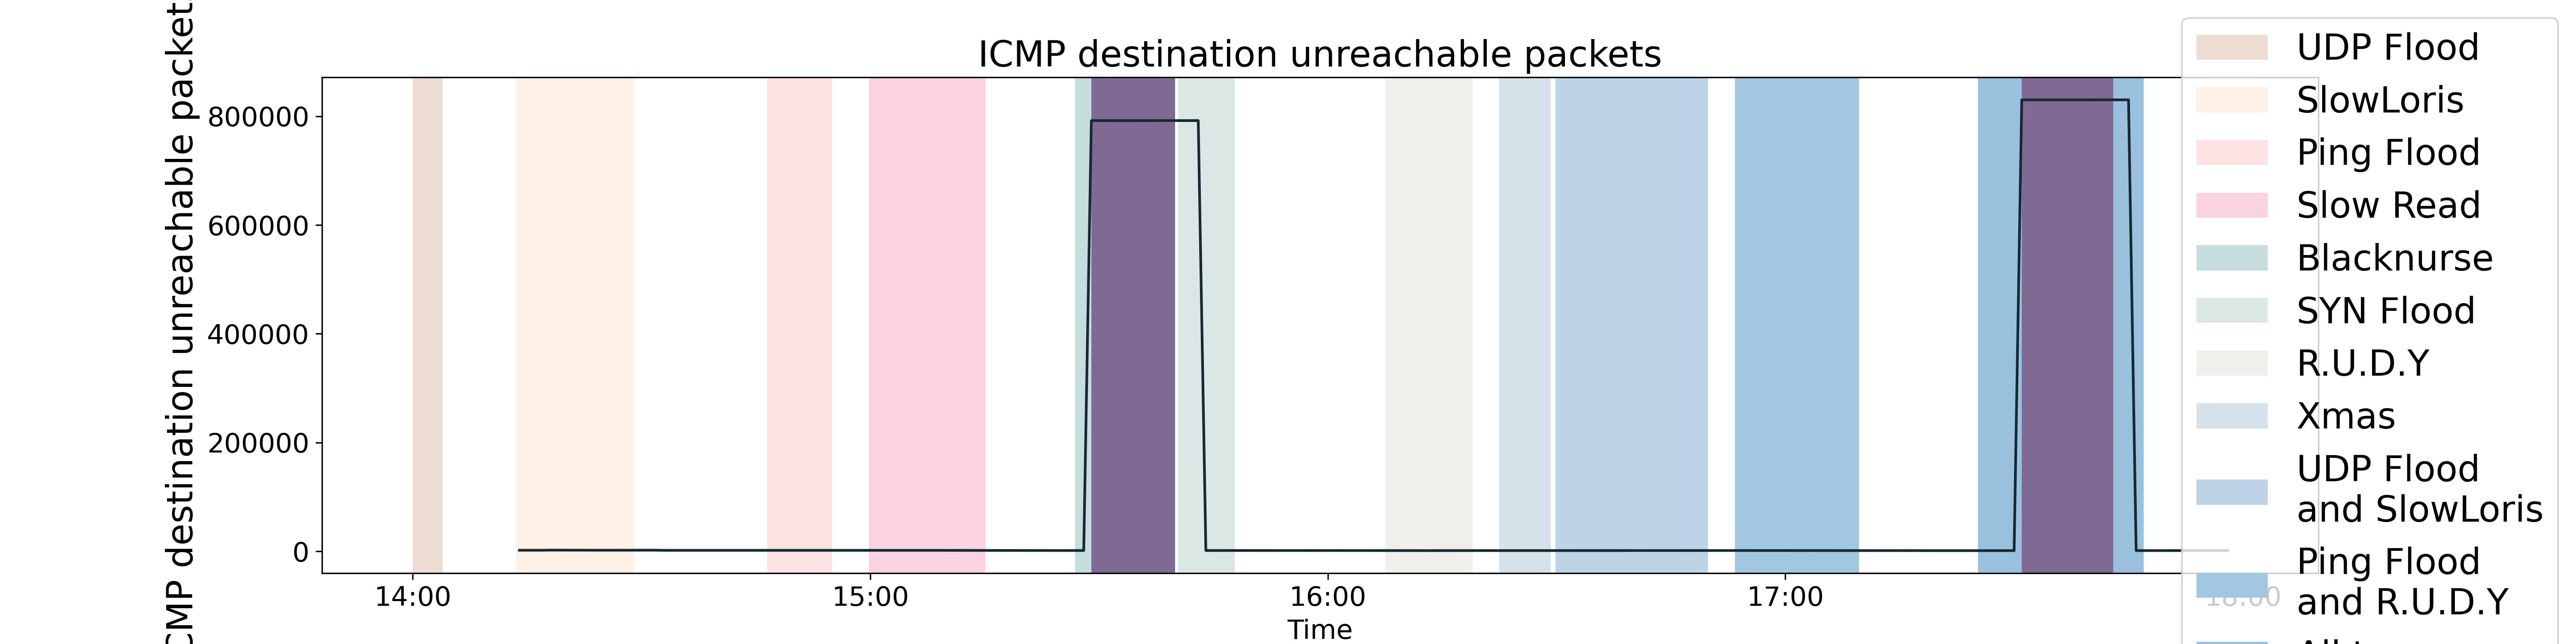 ICMP destination unreachable packets
CMP destination unreachable packet
800000
600000
400000
200000
0
14:00
15:00
16:00
17:00
18:00
Time
UDP Flood
SlowLoris
Ping Flood
Slow Read
Blacknurse
SYN Flood
R.U.D.Y
Xmas
UDP Flood
and SlowLoris
Ping Flood
and R.U.D.Y